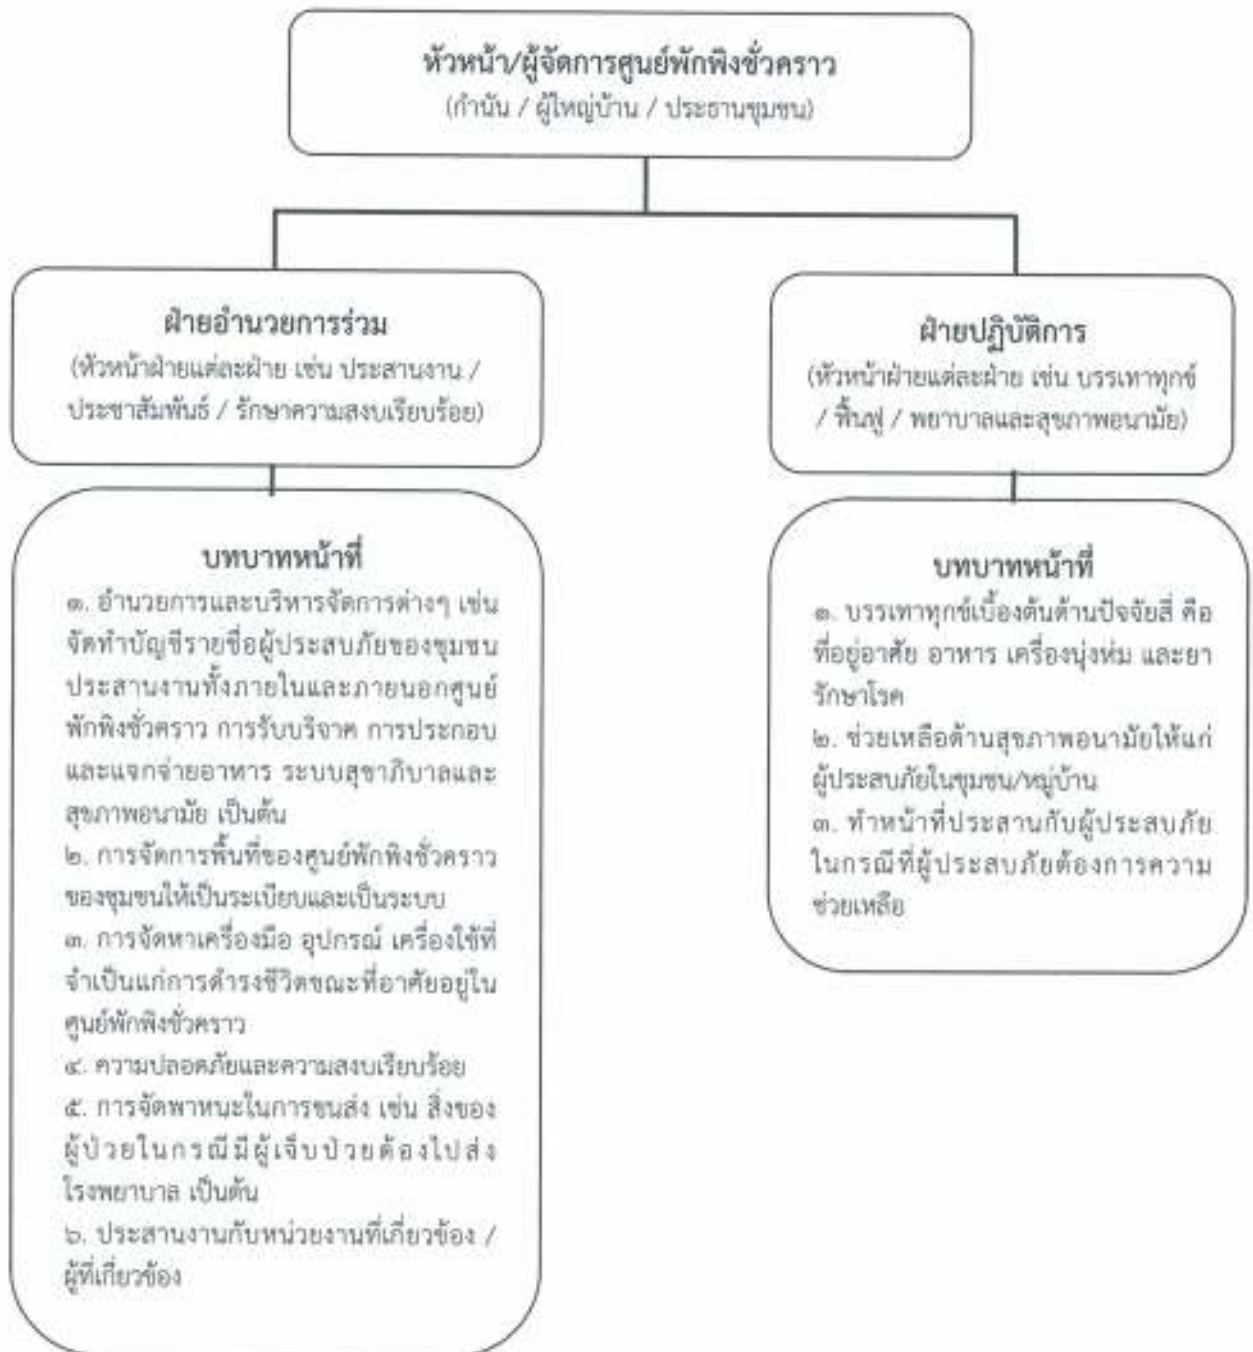 หัวหน้า/ผู้จัดการศูนย์พักพิงชั่วคราว
(กำนัน / ผู้ใหญ่บ้าน / ประธานชุมชน)
ฝ่ายอำนวยการร่วม
(หัวหน้าฝ่ายแต่ละฝ่าย เช่น ประสานงาน /
ประชาสัมพันธ์ / รักษาความสงบเรียบร้อย)
บทบาทหน้าที่
๑. อำนวยการและบริหารจัดการต่างๆ เช่น
จัดทำบัญชีรายชื่อผู้ประสบภัยของชุมชน
ประสานงานทั้งภายในและภายนอกศูนย์
พักพิงชั่วคราว การรับบริจาค การประกอบ
และแจกจ่ายอาหาร ระบบสุขาภิบาลและ
สุขภาพอนามัย เป็นต้น
๒. การจัดการพื้นที่ของศูนย์พักพิงชั่วคราว
ของชุมชนให้เป็นระเบียบและเป็นระบบ
๓. การจัดหาเครื่องมือ อุปกรณ์ เครื่องใช้ที่
จำเป็นแก่การดำรงชีวิตขณะที่อาศัยอยู่ใน
ศูนย์พักพิงชั่วคราว
๔. ความปลอดภัยและความสงบเรียบร้อย
๕. การจัดพาหนะในการขนส่ง เช่น สิ่งของ
ผู้ป่วยในกรณีมีผู้เจ็บป่วยต้องไปส่ง
โรงพยาบาล เป็นต้น
๖. ประสานงานกับหน่วยงานที่เกี่ยวข้อง /
ผู้ที่เกี่ยวข้อง
ฝ่ายปฏิบัติการ
(หัวหน้าฝ่ายแต่ละฝ่าย เช่น บรรเทาทุกข์
/ ฟื้นฟู / พยาบาลและสุขภาพอนามัย)
บทบาทหน้าที่
๑. บรรเทาทุกข์เบื้องต้นด้านปัจจัยสี่ คือ
ที่อยู่อาศัย อาหาร เครื่องนุ่งห่ม และยา
รักษาโรค
๒. ช่วยเหลือด้านสุขภาพอนามัยให้แก่
ผู้ประสบภัยในชุมชน/หมู่บ้าน
๓. ทำหน้าที่ประสานกับผู้ประสบภัย
ในกรณีที่ผู้ประสบภัยต้องการความ
ช่วยเหลือ